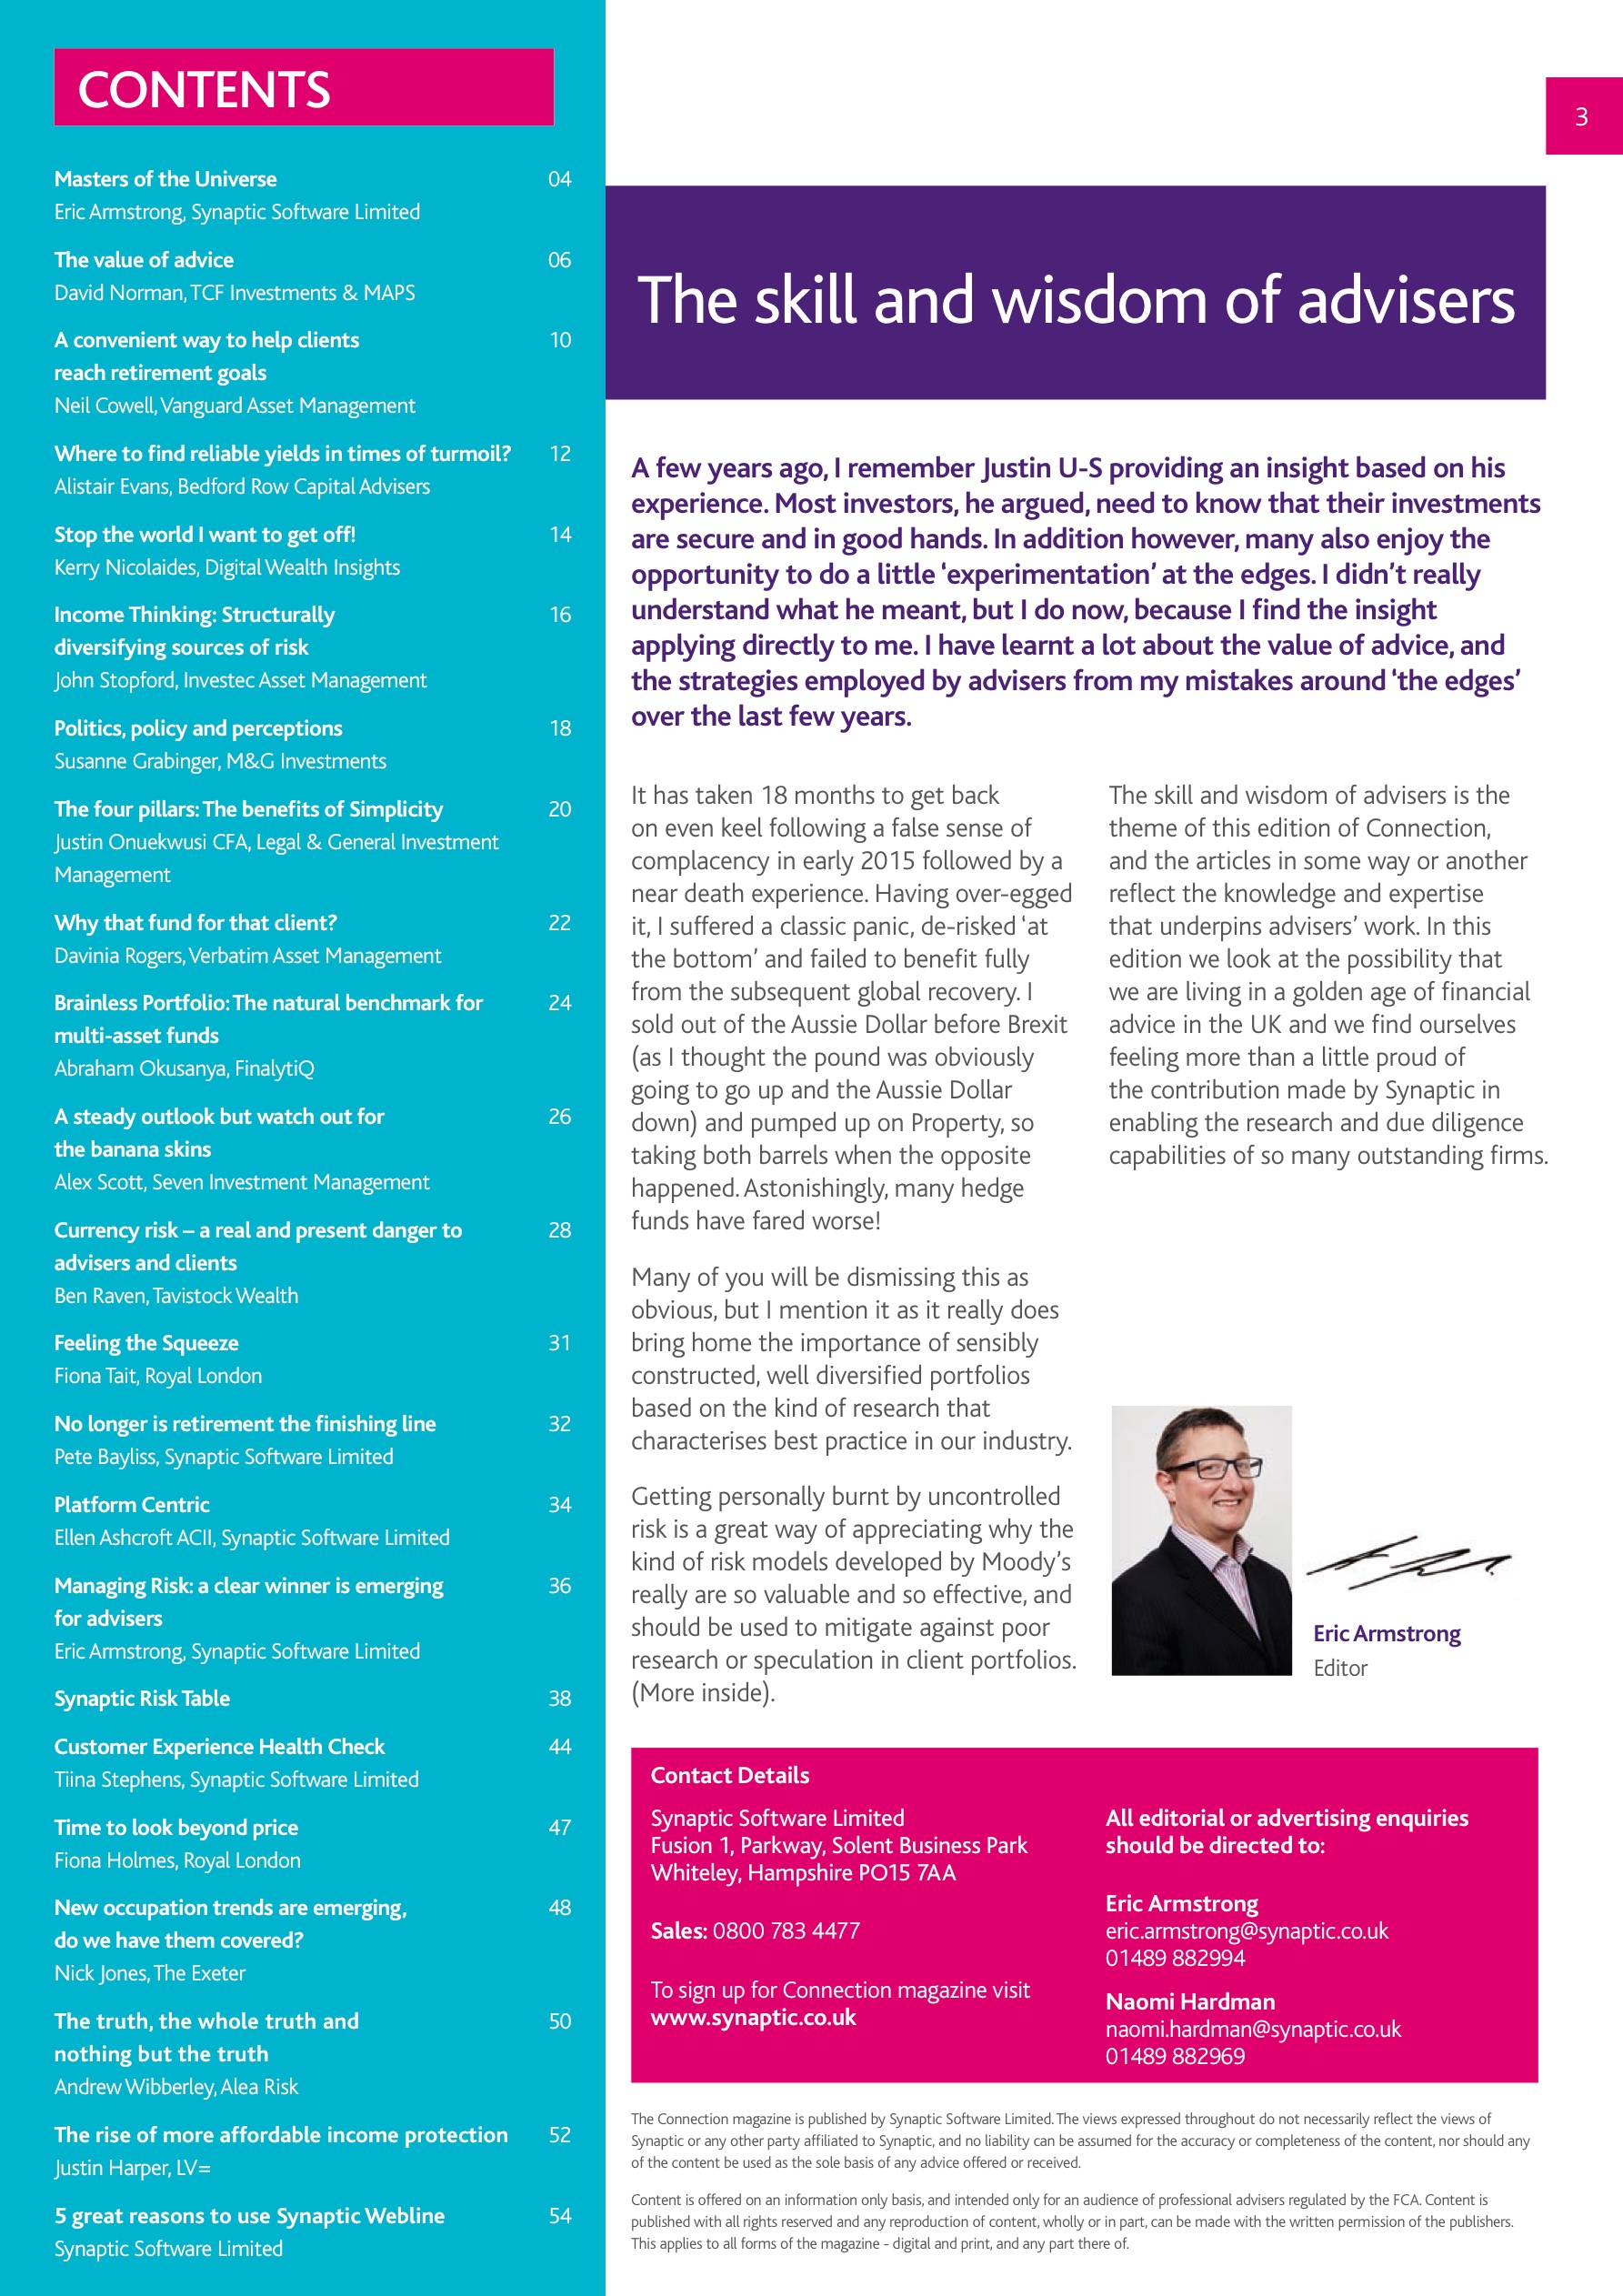 CONTENTS
Masters of the Universe 04
Eric Armstrong, Synaptic Software Limited
The value of advice 06
David Norman, TCF Investments & MAPS
A convenient way to help clients 10
reach retirement goals
Neil Cowell, Vanguard Asset Management
Where to find reliable yields in times of turmoil? 12
Alistair Evans, Bedford Row Capital Advisers
Stop the world I want to get off! 14
Kerry Nicolaides, Digital Wealth Insights
Income Thinking: Structurally 16
diversifying sources of risk
John Stopford, Investec Asset Management
Politics, policy and perceptions 18
Susanne Grabinger, M&G Investments
The four pillars: The benefits of Simplicity 20
Justin Onuekwusi CFA, Legal & General Investment
Management
Why that fund for that client? 22
Davinia Rogers, Verbatim Asset Management
Brainless Portfolio: The natural benchmark for 24
multi-asset funds
Abraham Okusanya, FinalytiQ
A steady outlook but watch out for 26
the banana skins
Alex Scott, Seven Investment Management
Currency risk – a real and present danger to 28
advisers and clients
Ben Raven, Tavistock Wealth
Feeling the Squeeze 31
Fiona Tait, Royal London
No longer is retirement the finishing line 32
Pete Bayliss, Synaptic Software Limited
Platform Centric 34
Ellen Ashcroft ACII, Synaptic Software Limited
Managing Risk: a clear winner is emerging 36
for advisers
Eric Armstrong, Synaptic Software Limited
Synaptic Risk Table 38
Customer Experience Health Check 44
Tiina Stephens, Synaptic Software Limited
Time to look beyond price 47
Fiona Holmes, Royal London
New occupation trends are emerging, 48
do we have them covered?
Nick Jones, The Exeter
The truth, the whole truth and 50
nothing but the truth
Andrew Wibberley, Alea Risk
The rise of more affordable income protection 52
Justin Harper, LV=
5 great reasons to use Synaptic Webline 54
Synaptic Software Limited
3
The skill and wisdom of advisers
A few years ago, I remember Justin U-S providing an insight based on his
experience. Most investors, he argued, need to know that their investments
are secure and in good hands. In addition however, many also enjoy the
opportunity to do a little ‘experimentation’ at the edges. I didn’t really
understand what he meant, but I do now, because I find the insight
applying directly to me. I have learnt a lot about the value of advice, and
the strategies employed by advisers from my mistakes around ‘the edges’
over the last few years.
It has taken 18 months to get back
on even keel following a false sense of
complacency in early 2015 followed by a
near death experience. Having over-egged
it, I suffered a classic panic, de-risked ‘at
the bottom’ and failed to benefit fully
from the subsequent global recovery. I
sold out of the Aussie Dollar before Brexit
(as I thought the pound was obviously
going to go up and the Aussie Dollar
down) and pumped up on Property, so
taking both barrels when the opposite
happened. Astonishingly, many hedge
funds have fared worse!
Many of you will be dismissing this as
obvious, but I mention it as it really does
bring home the importance of sensibly
constructed, well diversified portfolios
based on the kind of research that
characterises best practice in our industry.
Getting personally burnt by uncontrolled
risk is a great way of appreciating why the
kind of risk models developed by Moody’s
really are so valuable and so effective, and
should be used to mitigate against poor
research or speculation in client portfolios.
(More inside).
The skill and wisdom of advisers is the
theme of this edition of Connection,
and the articles in some way or another
reflect the knowledge and expertise
that underpins advisers’ work. In this
edition we look at the possibility that
we are living in a golden age of financial
advice in the UK and we find ourselves
feeling more than a little proud of
the contribution made by Synaptic in
enabling the research and due diligence
capabilities of so many outstanding firms.
Eric Armstrong
Editor
Contact Details
Synaptic Software Limited
Fusion 1, Parkway, Solent Business Park
Whiteley, Hampshire PO15 7AA
Sales: 0800 783 4477
To sign up for Connection magazine visit
www.synaptic.co.uk
All editorial or advertising enquiries
should be directed to:
Eric Armstrong
eric.armstrong@synaptic.co.uk
01489 882994
Naomi Hardman
naomi.hardman@synaptic.co.uk
01489 882969
The Connection magazine is published by Synaptic Software Limited. The views expressed throughout do not necessarily reflect the views of
Synaptic or any other party affiliated to Synaptic, and no liability can be assumed for the accuracy or completeness of the content, nor should any
of the content be used as the sole basis of any advice offered or received.
Content is offered on an information only basis, and intended only for an audience of professional advisers regulated by the FCA. Content is
published with all rights reserved and any reproduction of content, wholly or in part, can be made with the written permission of the publishers.
This applies to all forms of the magazine - digital and print, and any part there of.